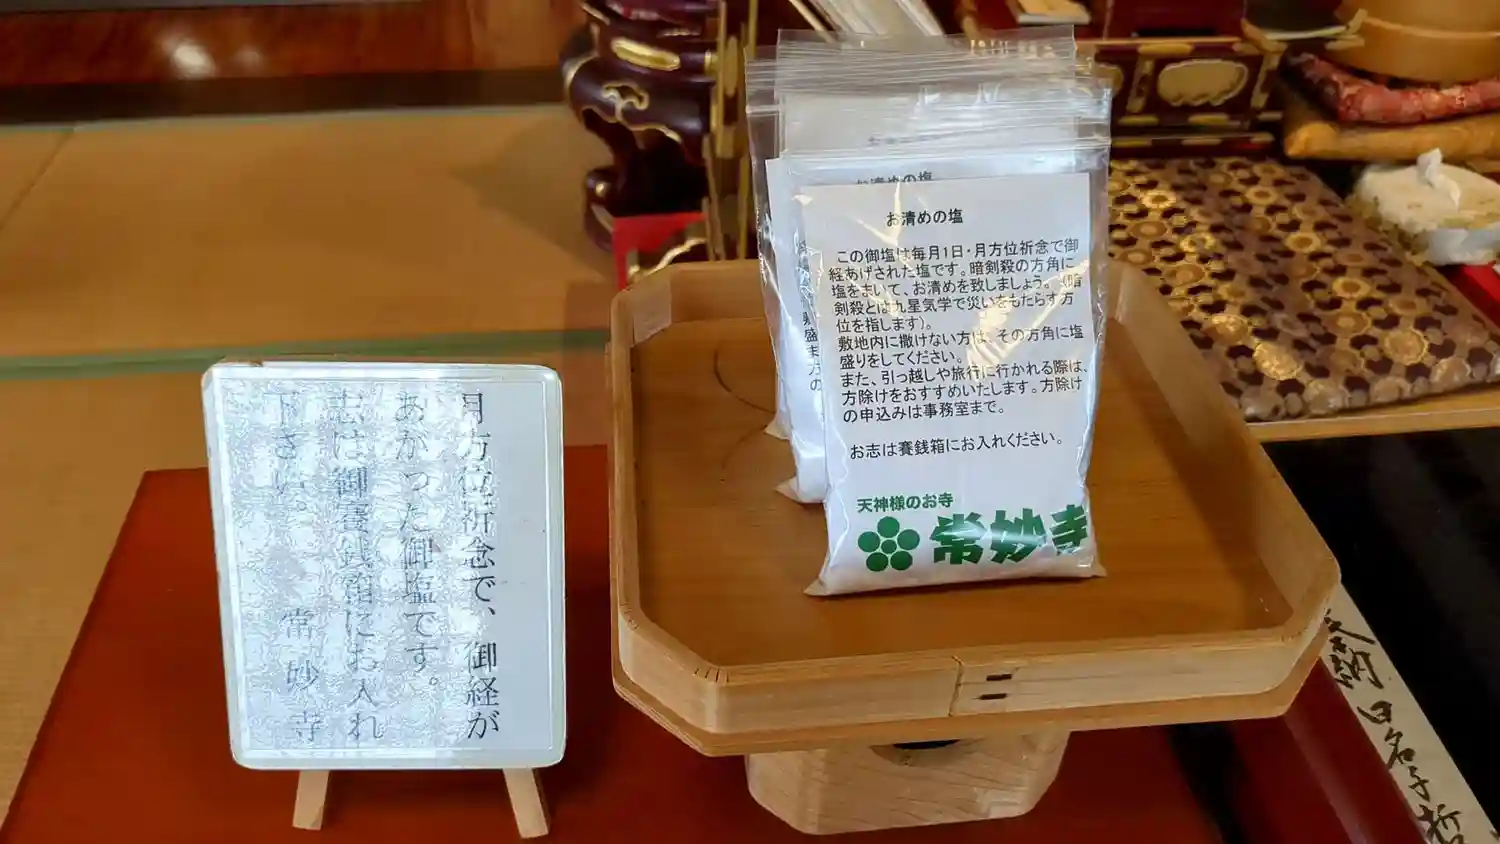 月方位祈念で、御経が
あがった御塩です。
志は御賽銭箱にお入れ
下さい。 常妙寺
お清めの塩
お清めの塩
この御塩は毎月1日・月方位祈念で御
経あげされた塩です。暗剣殺の方角に
塩をまいて、お清めを致しましょう。（暗
剣殺とは九星気学で災いをもたらす方
位を指します）。
敷地内に撒けない方は、その方角に塩
盛りをしてください。
また、引っ越しや旅行に行かれる際は、
方除けをおすすめいたします。方除け
の申込みは事務室まで。
お志は賽銭箱にお入れください。
天神様のお寺
常妙寺